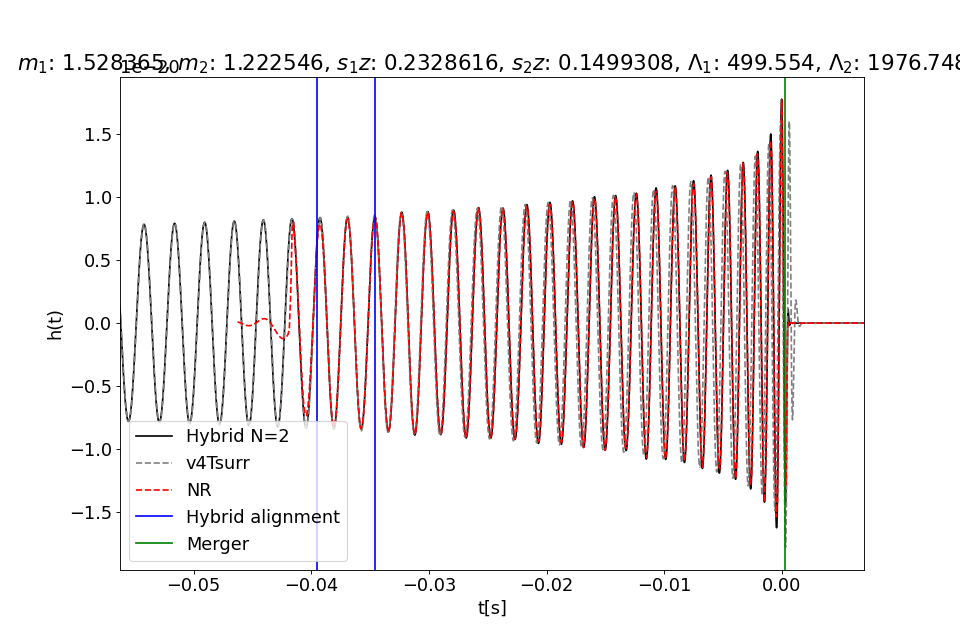 m₁: 1.528365, m₂: 1.222546, s₁z: 0.2328616, s₂z: 0.1499308, Λ₁: 499.554, Λ₂: 1976.748
1e−20
1.5
1.0
0.5
0.0
−0.5
−1.0
−1.5
h(t)
Hybrid N=2
v4Tsurr
NR
Hybrid alignment
Merger
−0.05 −0.04 −0.03 −0.02 −0.01 0.00
t[s]